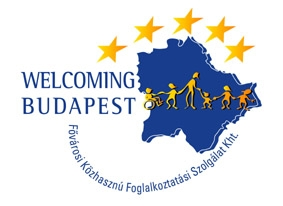 WELCOMING
BUDAPEST
Fővárosi Közhasznú Foglalkoztatási Szolgálat Kht.